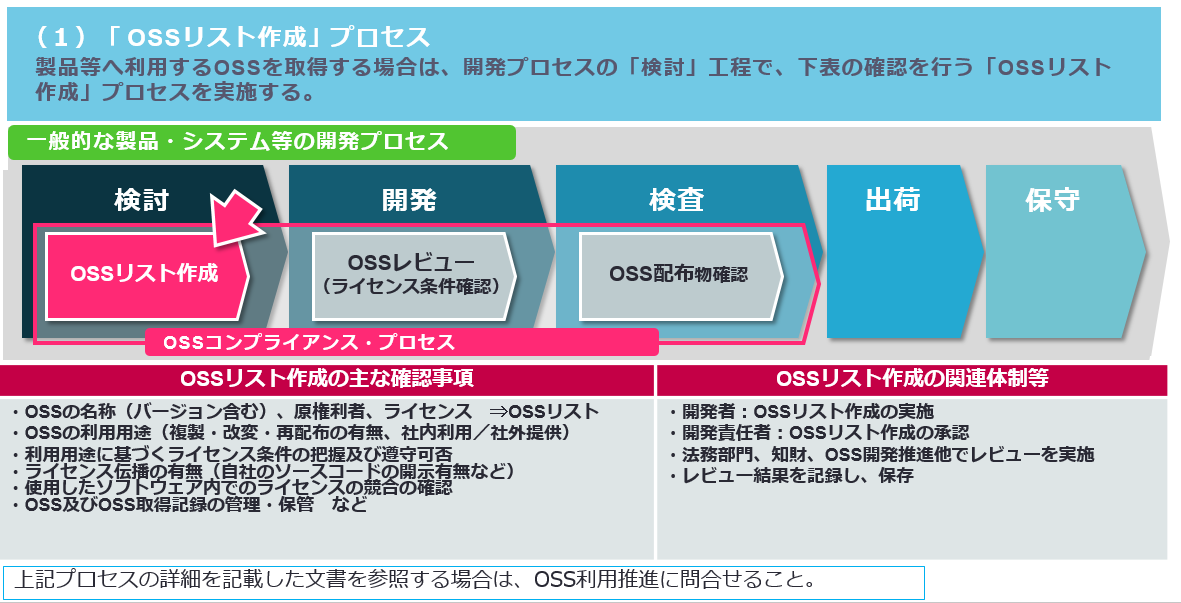 （１）「 OSSリスト作成」プロセス
製品等へ利用するOSSを取得する場合は、開発プロセスの「検討」工程で、下表の確認を行う「OSSリスト
作成」プロセスを実施する。
一般的な製品・システム等の開発プロセス
検討
開発
検査
出荷
保守
OSSリスト作成
OSSレビュー
（ライセンス条件確認）
OSS配布物確認
OSSコンプライアンス・プロセス
OSSリスト作成の主な確認事項
・OSSの名称（バージョン含む）、原権利者、ライセンス　⇒OSSリスト
・OSSの利用用途（複製・改変・再配布の有無、社内利用／社外提供）
・利用用途に基づくライセンス条件の把握及び遵守可否
・ライセンス伝播の有無（自社のソースコードの開示有無など）
・使用したソフトウェア内でのライセンスの競合の確認
・OSS及びOSS取得記録の管理・保管　など
OSSリスト作成の関連体制等
・開発者：OSSリスト作成の実施
・開発責任者：OSSリスト作成の承認
・法務部門、知財、OSS開発推進他でレビューを実施
・レビュー結果を記録し、保存
上記プロセスの詳細を記載した文書を参照する場合は、OSS利用推進に問合せること。